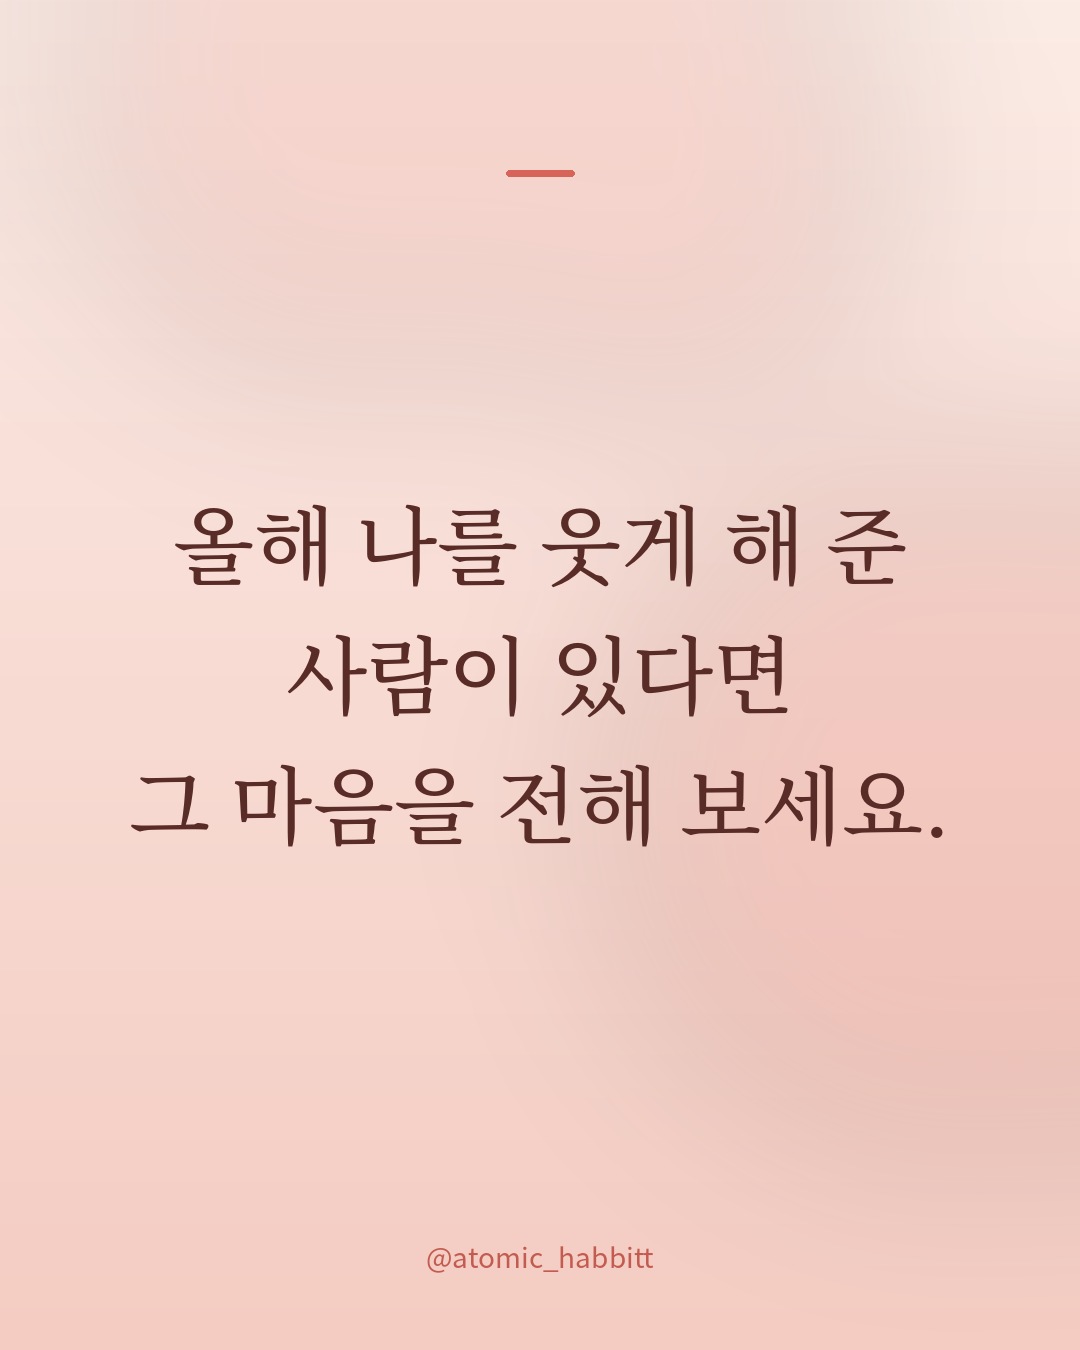 올해 나를 웃게 해 준
사람이 있다면
그 마음을 전해 보세요.
@atomic_habbitt